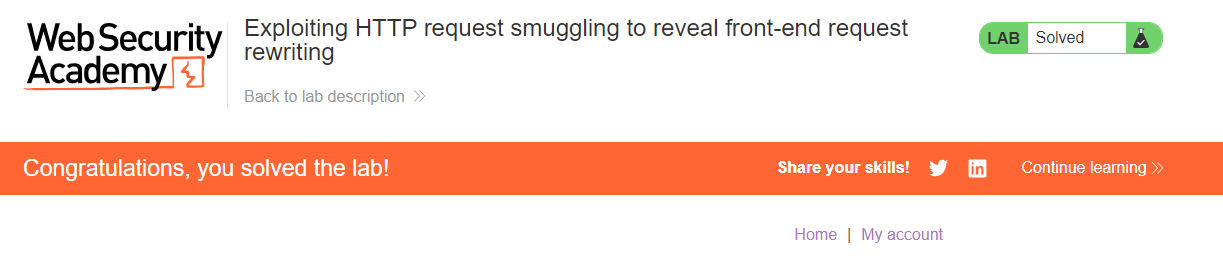 Web Security
Academy
Exploiting HTTP request smuggling to reveal front-end request
rewriting
Back to lab description
LAB Solved
Congratulations, you solved the lab!
Share your skills!
Continue learning
Home | My account